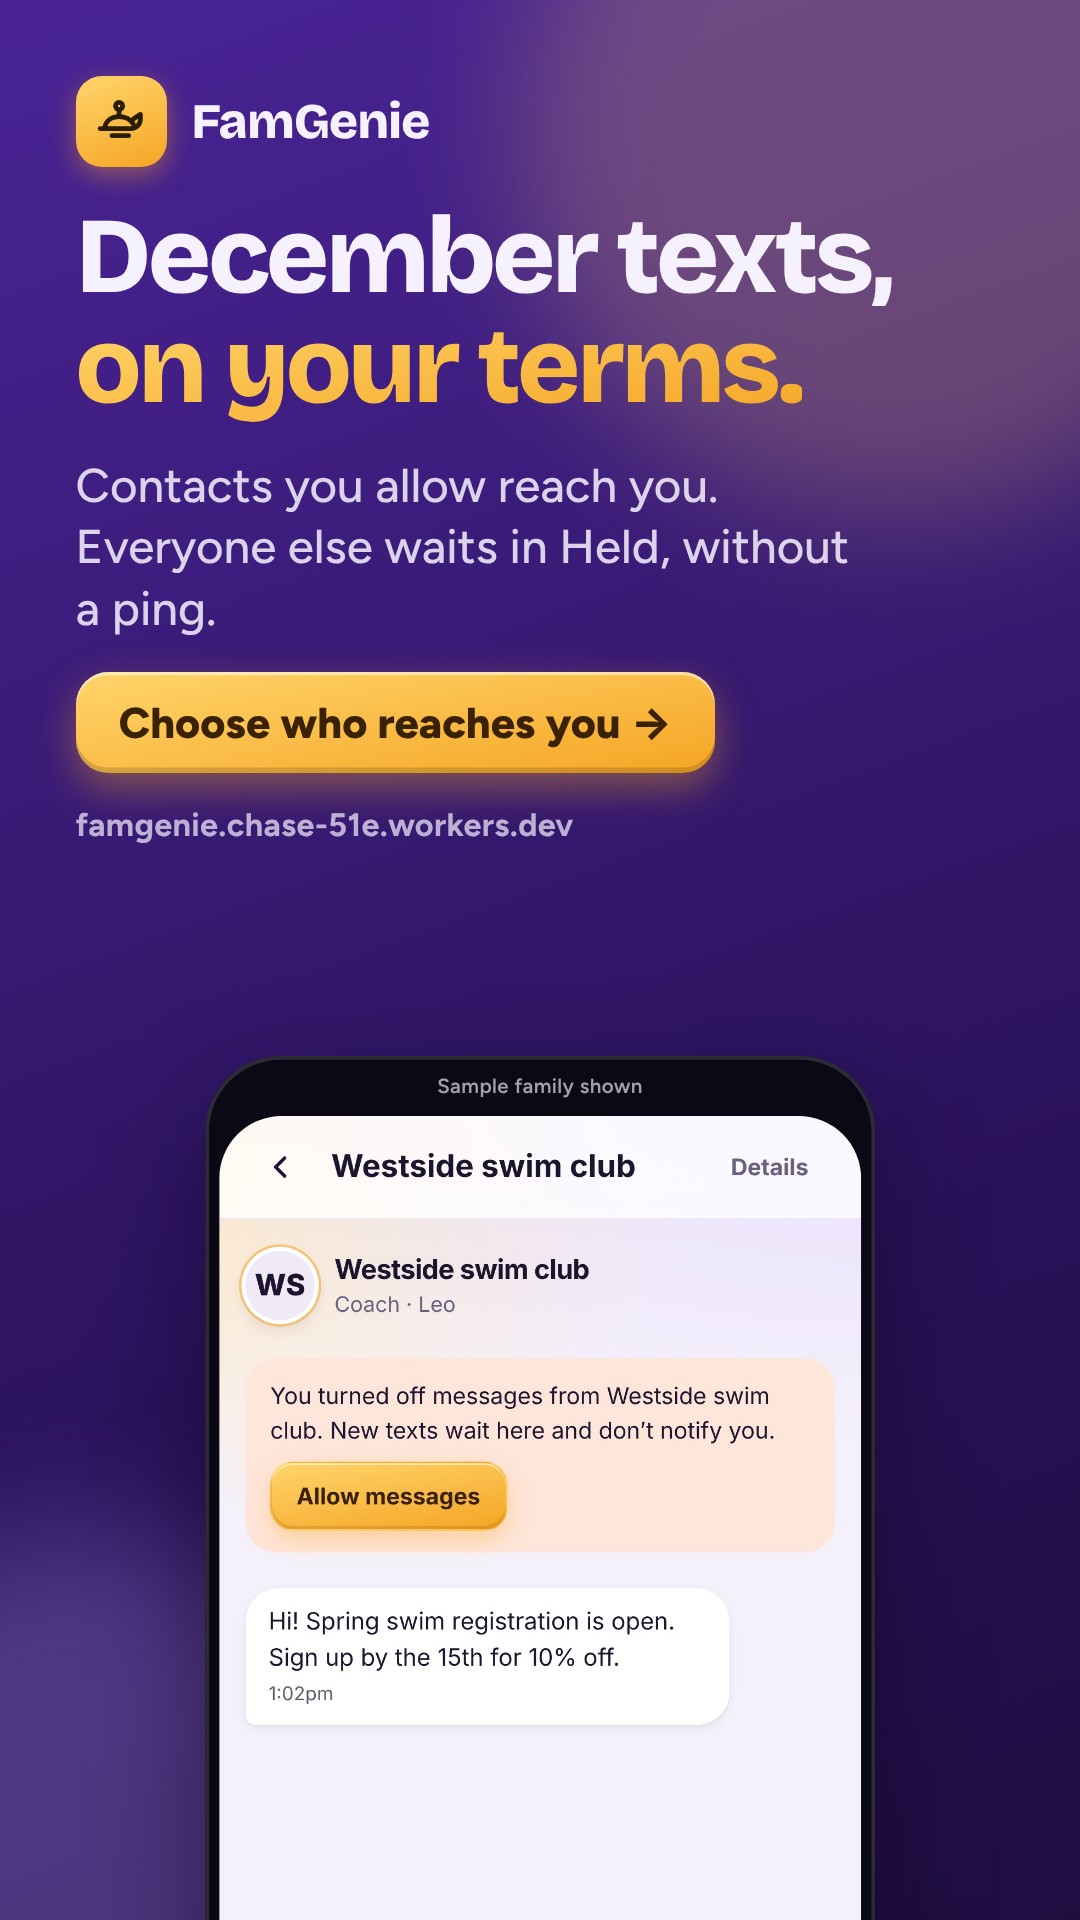 FamGenie
December texts,
on your terms.
Contacts you allow reach you.
Everyone else waits in Held, without
a ping.
Choose who reaches you →
famgenie.chase-51e.workers.dev
Sample family shown
Westside swim club
Details
WS
Westside swim club
Coach · Leo
You turned off messages from Westside swim
club. New texts wait here and don’t notify you.
Allow messages
Hi! Spring swim registration is open.
Sign up by the 15th for 10% off.
1:02pm